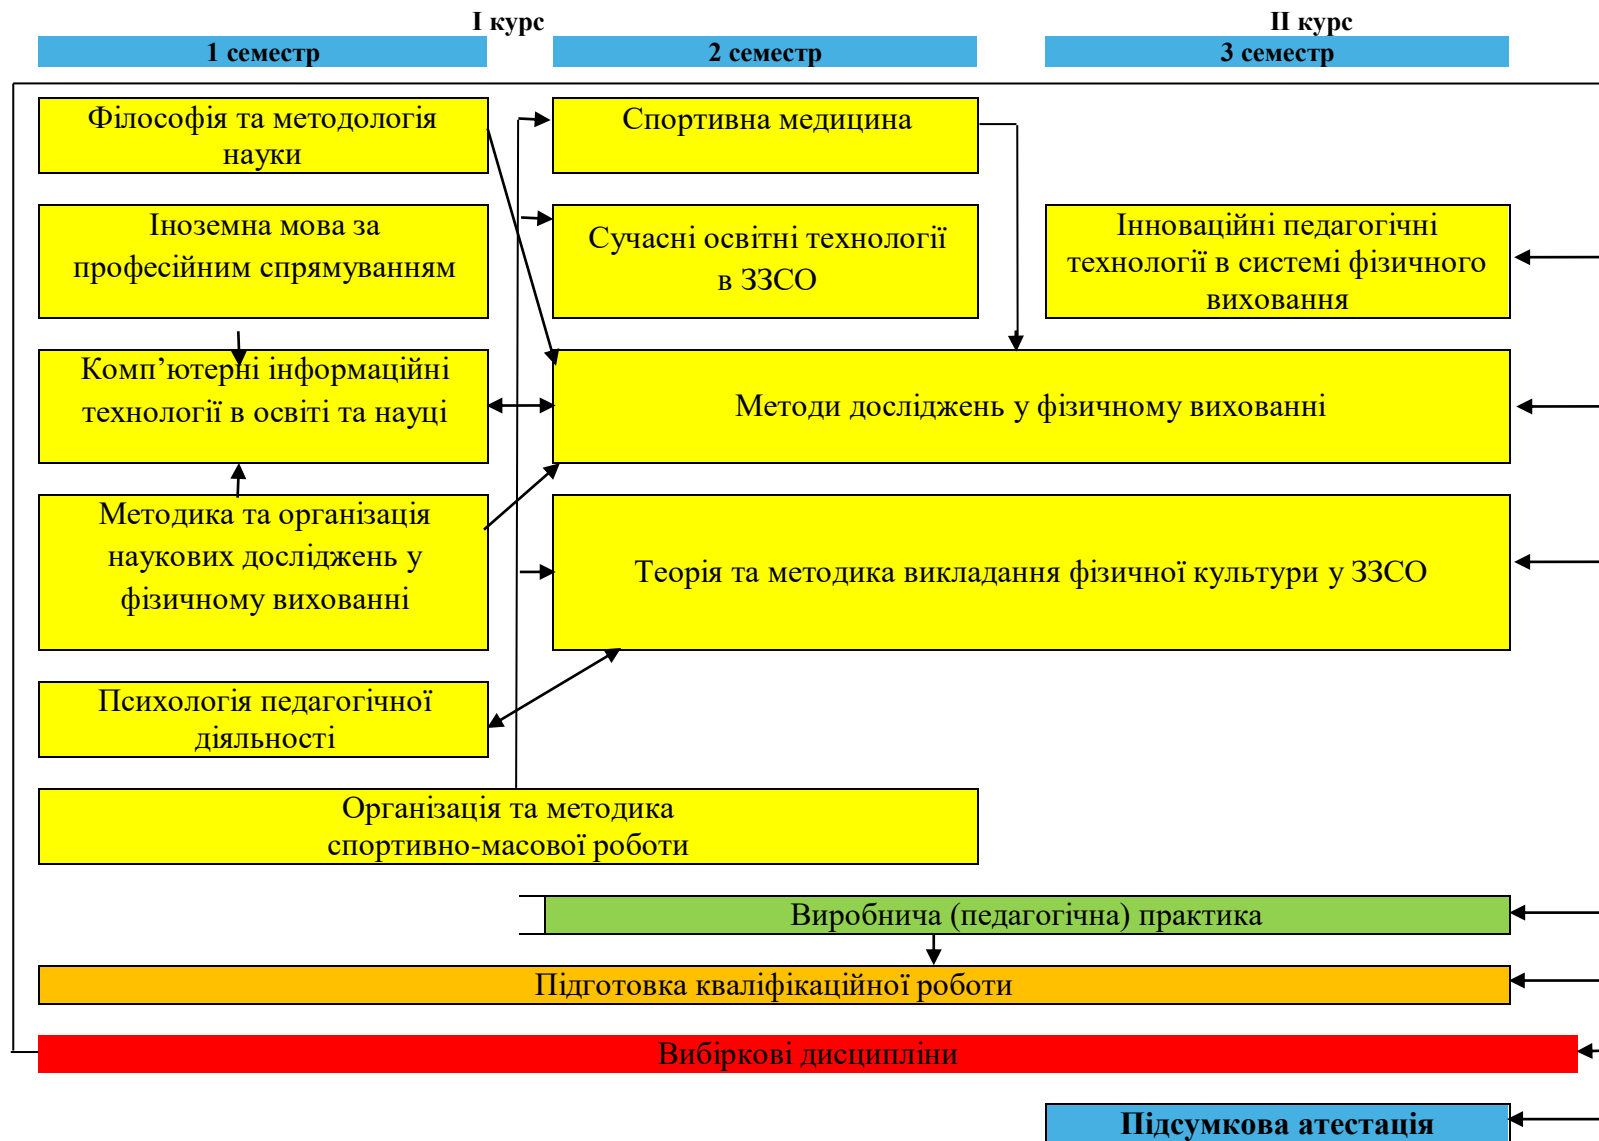 І курс
ІІ курс
1 семестр
2 семестр
3 семестр
Філософія та методологія
науки
Спортивна медицина
Іноземна мова за
професійним спрямуванням
Сучасні освітні технології
в ЗЗСО
Інноваційні педагогічні
технології в системі фізичного
виховання
Комп’ютерні інформаційні
технології в освіті та науці
Методи досліджень у фізичному вихованні
Методика та організація
наукових досліджень у
фізичному вихованні
Теорія та методика викладання фізичної культури у ЗЗСО
Психологія педагогічної
діяльності
Організація та методика
спортивно-масової роботи
Виробнича (педагогічна) практика
Підготовка кваліфікаційної роботи
Вибіркові дисципліни
Підсумкова атестація